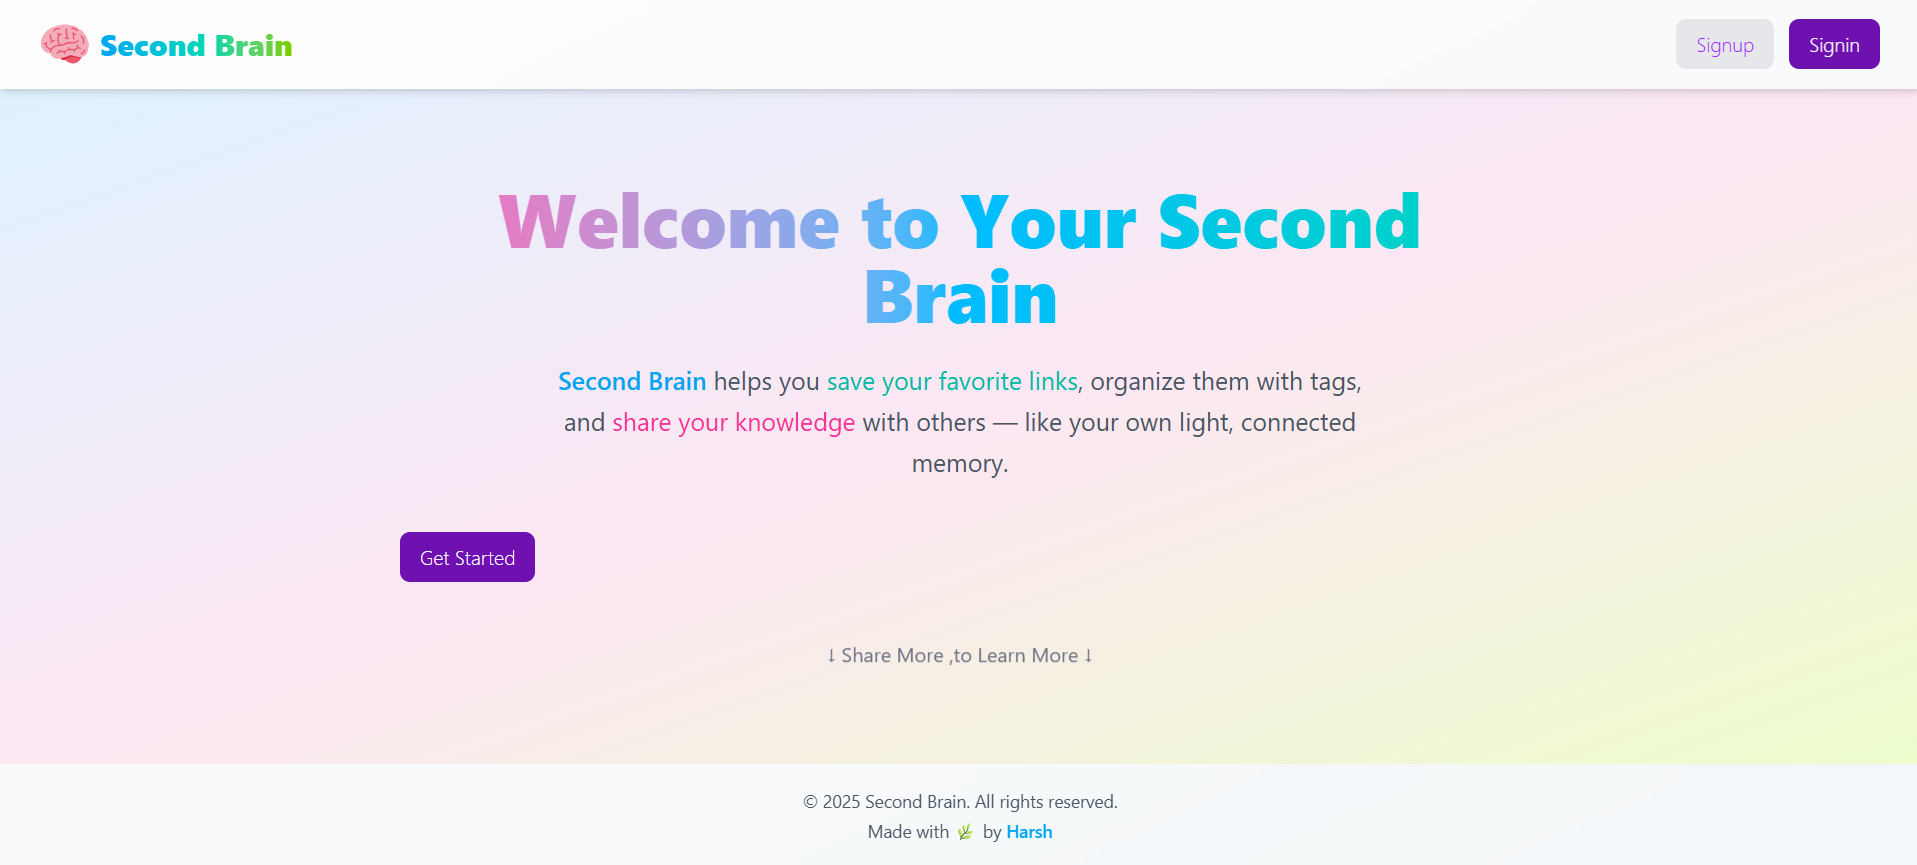 Second Brain
Signup
Signin
Welcome to Your Second
Brain
Second Brain helps you save your favorite links, organize them with tags,
and share your knowledge with others — like your own light, connected
memory.
Get Started
↓ Share More ,to Learn More ↓
© 2025 Second Brain. All rights reserved.
Made with 🌿 by Harsh